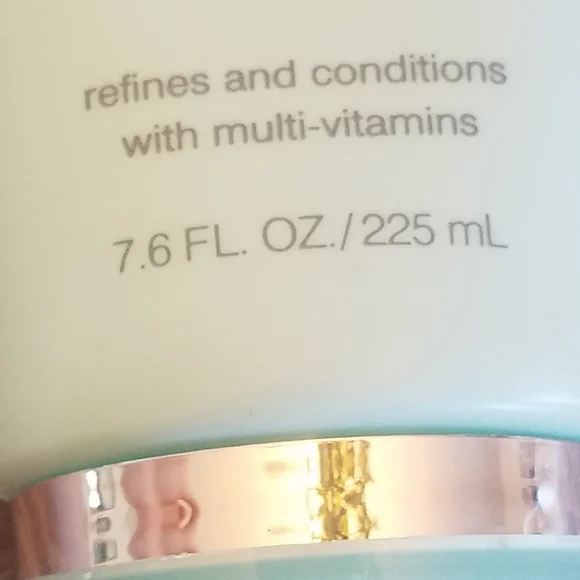 refines and conditions
with multi-vitamins
7.6 FL. OZ./225 mL